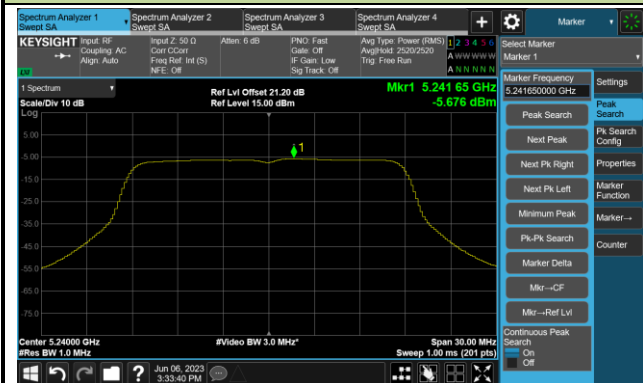 Spectrum Analyzer 1
Swept SA
Spectrum Analyzer 2
Swept SA
Spectrum Analyzer 3
Swept SA
Spectrum Analyzer 4
Swept SA
+
Marker
KEYSIGHT
Input: RF
Coupling: AC
Align: Auto
Input Z: 50 Ω
Corr CCorr
Freq Ref: Int (S)
NFE: Off
Atten: 6 dB
PNO: Fast
Gate: Off
IF Gain: Low
Sig Track: Off
Avg Type: Power (RMS)
Avg|Hold: 2520/2520
Trig: Free Run
1 2 3 4 5 6
A W W W W W
A N N N N N
Select Marker
Marker 1
1 Spectrum
Scale/Div 10 dB
Log
Ref Lvl Offset 21.20 dB
Ref Level 15.00 dBm
Mkr1 5.241 65 GHz
-5.676 dBm
5.00
-5.00
-15.0
-25.0
-35.0
-45.0
-55.0
-65.0
-75.0
1
Center 5.24000 GHz
#Res BW 1.0 MHz
#Video BW 3.0 MHz*
Span 30.00 MHz
Sweep 1.00 ms (201 pts)
Marker Frequency
5.241650000 GHz
Peak Search
Next Peak
Next Pk Right
Next Pk Left
Minimum Peak
Pk-Pk Search
Marker Delta
Mkr→CF
Mkr→Ref Lvl
Continuous Peak
Search
On
Off
Settings
Peak
Search
Pk Search
Config
Properties
Marker
Function
Marker→
Counter
?
Jun 06, 2023
3:33:40 PM